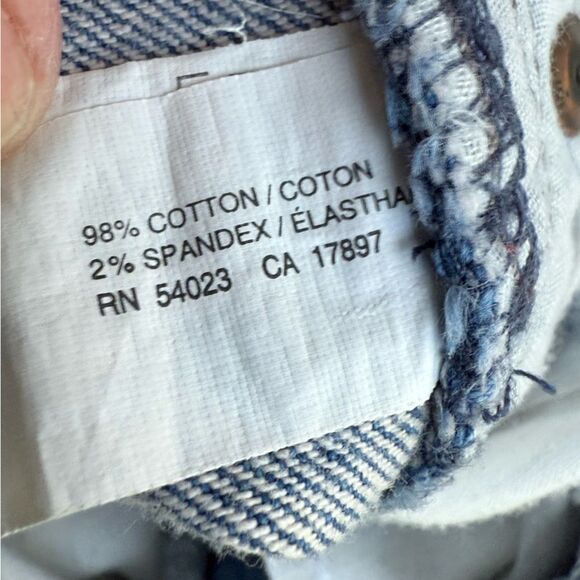 98% COTTON / COTON
2% SPANDEX / ÉLASTHA
RN 54023 CA 17897